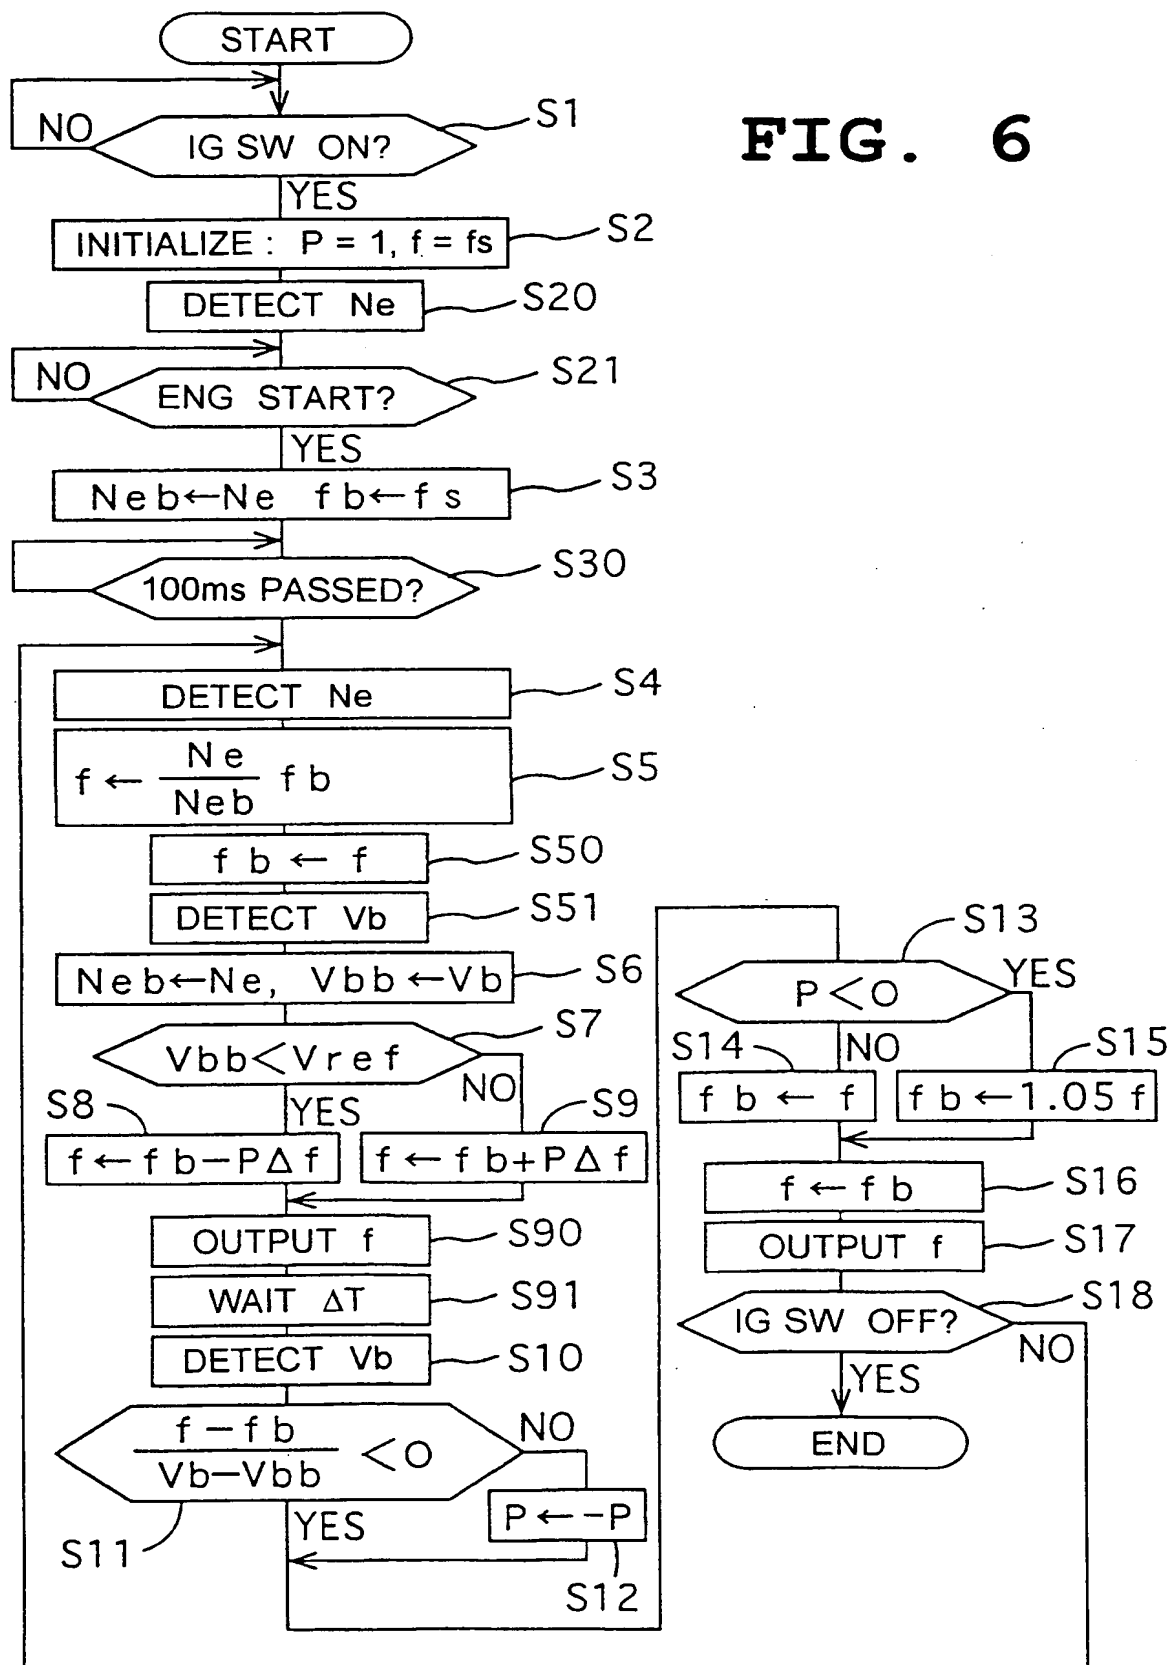 START
FIG. 6
NO
IG SW ON?
S1
YES
INITIALIZE : P = 1, f = fs
S2
DETECT Ne
S20
NO
ENG START?
S21
YES
Neb←Ne fb←fs
S3
100ms PASSED?
S30
DETECT Ne
S4
f ← Ne/Neb fb
S5
fb ← f
S50
DETECT Vb
S51
Neb←Ne, Vbb←Vb
S6
Vbb<Vref
S7
NO
YES
S8
f←fb-PΔf
S9
f←fb+PΔf
OUTPUT f
S90
WAIT ΔT
S91
DETECT Vb
S10
f-fb/Vb-Vbb <0
NO
S11
YES
P←-P
S12
S13
P<0
YES
NO
S14
fb ← f
S15
fb←1.05f
f←fb
S16
OUTPUT f
S17
IG SW OFF?
S18
NO
YES
END